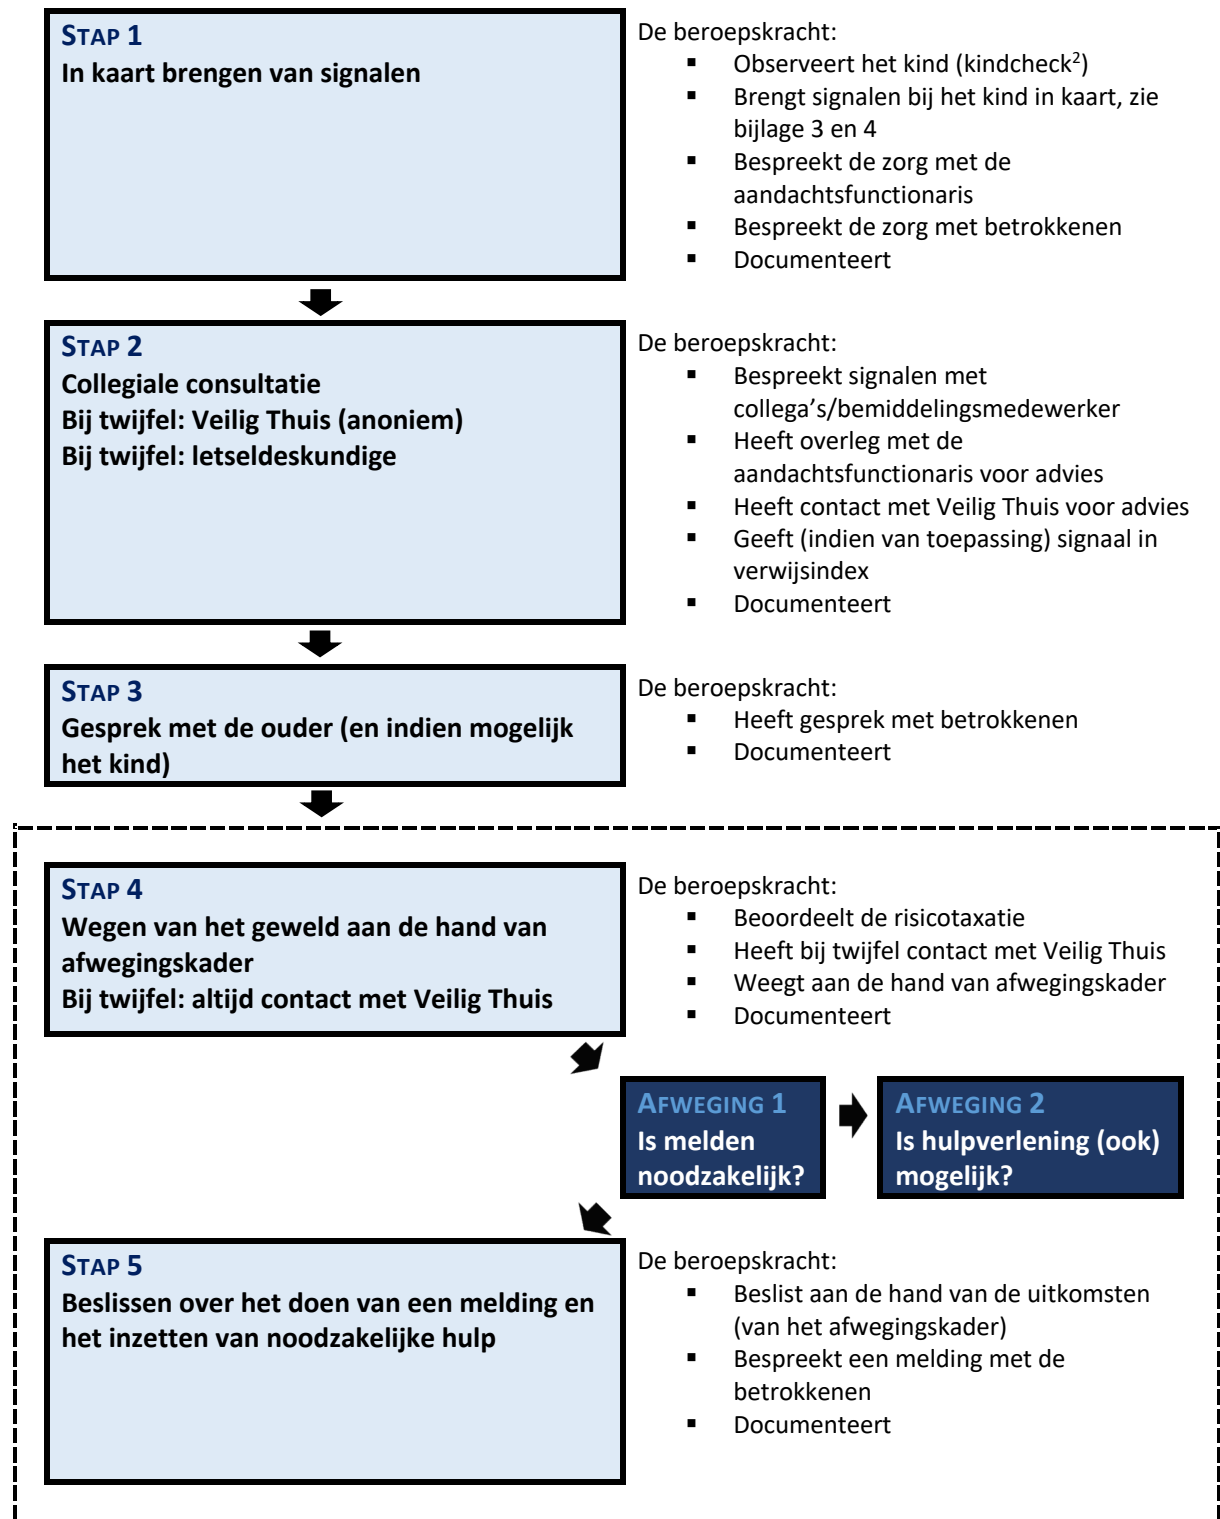 STAP 1
In kaart brengen van signalen
De beroepskracht:
▪ Observeert het kind (kindcheck²)
▪ Brengt signalen bij het kind in kaart, zie
bijlage 3 en 4
▪ Bespreekt de zorg met de
aandachtsfunctionaris
▪ Bespreekt de zorg met betrokkenen
▪ Documenteert
STAP 2
Collegiale consultatie
Bij twijfel: Veilig Thuis (anoniem)
Bij twijfel: letseldeskundige
De beroepskracht:
▪ Bespreekt signalen met
collega's/bemiddelingsmedewerker
▪ Heeft overleg met de
aandachtsfunctionaris voor advies
▪ Heeft contact met Veilig Thuis voor advies
▪ Geeft (indien van toepassing) signaal in
verwijsindex
▪ Documenteert
STAP 3
Gesprek met de ouder (en indien mogelijk
het kind)
De beroepskracht:
▪ Heeft gesprek met betrokkenen
▪ Documenteert
STAP 4
Wegen van het geweld aan de hand van
afwegingskader
Bij twijfel: altijd contact met Veilig Thuis
De beroepskracht:
▪ Beoordeelt de risicotaxatie
▪ Heeft bij twijfel contact met Veilig Thuis
▪ Weegt aan de hand van afwegingskader
▪ Documenteert
AFWEGING 1
Is melden
noodzakelijk?
AFWEGING 2
Is hulpverlening (ook)
mogelijk?
STAP 5
Beslissen over het doen van een melding en
het inzetten van noodzakelijke hulp
De beroepskracht:
▪ Beslist aan de hand van de uitkomsten
(van het afwegingskader)
▪ Bespreekt een melding met de
betrokkenen
▪ Documenteert